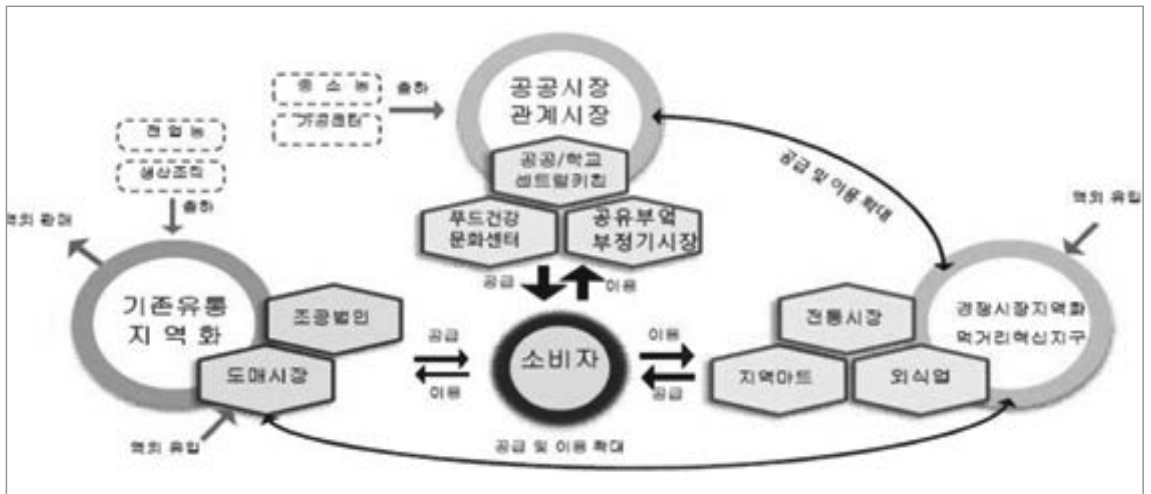 중 소 농
가공센터
출하
전 업 농
생산조직
출하
역외 판매
공공시장
관계시장
공공/학교
센트럴키친
푸드건강
문화센터
공유부엌
부정기시장
공급 및 이용 확대
역외 유입
공급
이용
기존유통
지 역 화
조공법인
도매시장
역외 유입
공급
이용
소비자
이용
공급
공급 및 이용 확대
전통시장
지역마트
외식업
경쟁시장지역화
먹거리혁신지구